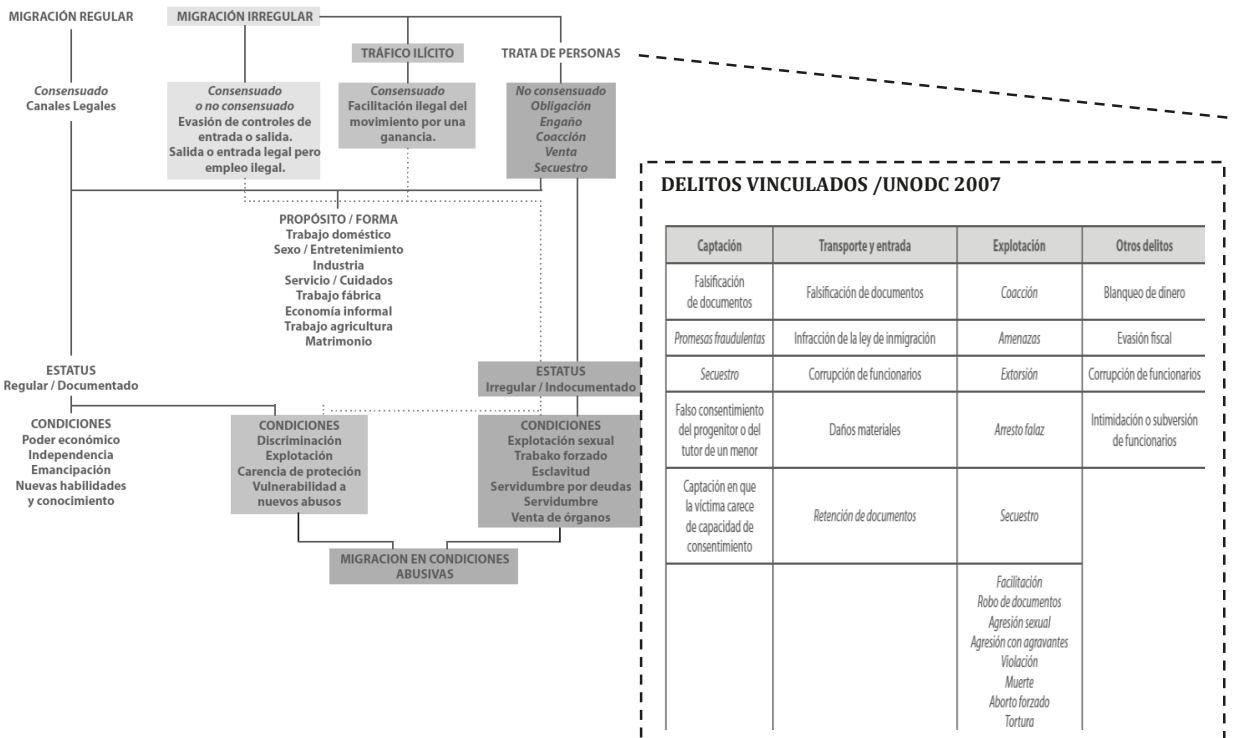 MIGRACIÓN REGULAR
MIGRACIÓN IRREGULAR
TRÁFICO ILÍCITO
TRATA DE PERSONAS
Consensuado
Canales Legales
Consensuado
o no consensuado
Evasión de controles de
entrada o salida.
Salida o entrada legal pero
empleo ilegal.
Consensuado
Facilitación ilegal del
movimiento por una
ganancia.
No consensuado
Obligación
Engaño
Coacción
Venta
Secuestro
PROPÓSITO / FORMA
Trabajo doméstico
Sexo / Entretenimiento
Industria
Servicio / Cuidados
Trabajo fábrica
Economía informal
Trabajo agricultura
Matrimonio
ESTATUS
Regular / Documentado
ESTATUS
Irregular / Indocumentado
CONDICIONES
Poder económico
Independencia
Emancipación
Nuevas habilidades
y conocimiento
CONDICIONES
Discriminación
Explotación
Carencia de proteción
Vulnerabilidad a
nuevos abusos
CONDICIONES
Explotación sexual
Trabako forzado
Esclavitud
Servidumbre por deudas
Servidumbre
Venta de órganos
MIGRACION EN CONDICIONES
ABUSIVAS
DELITOS VINCULADOS /UNODC 2007
Captación
Transporte y entrada
Explotación
Otros delitos
Falsificación
de documentos
Falsificación de documentos
Coacción
Blanqueo de dinero
Promesas fraudulentas
Infracción de la ley de inmigración
Amenazas
Evasión fiscal
Secuestro
Corrupción de funcionarios
Extorsión
Corrupción de funcionarios
Falso consentimiento
del progenitor o del
tutor de un menor
Daños materiales
Arresto falaz
Intimidación o subversión
de funcionarios
Captación en que
la víctima carece
de capacidad de
consentimiento
Retención de documentos
Secuestro
Facilitación
Robo de documentos
Agresión sexual
Agresión con agravantes
Violación
Muerte
Aborto forzado
Tortura